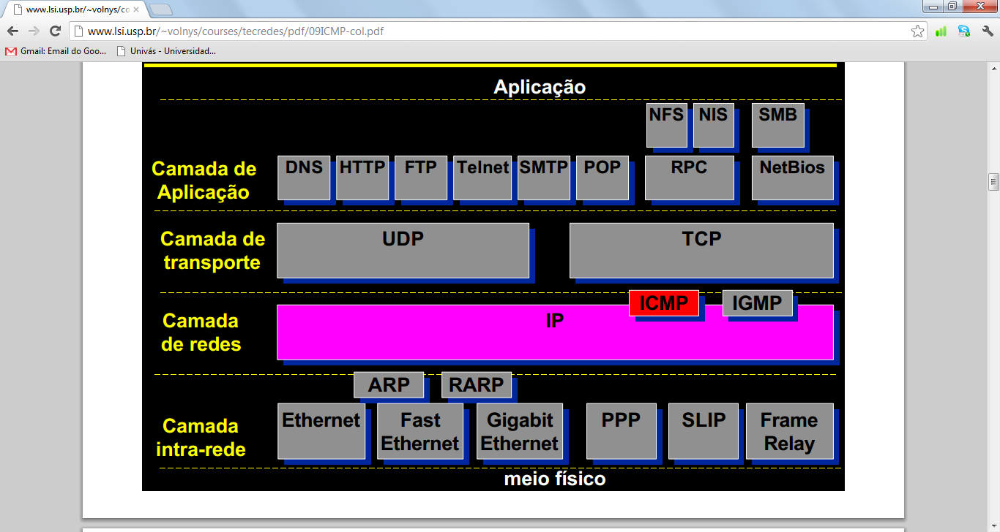 www.lsi.usp.br/~volnys/co
www.lsi.usp.br/~volnys/courses/tecredes/pdf/09ICMP-col.pdf
Gmail: Email do Goo...
Univás - Universidad...
Aplicação
NFS
NIS
SMB
Camada de
Aplicação
DNS
HTTP
FTP
Telnet
SMTP
POP
RPC
NetBios
Camada de
transporte
UDP
TCP
Camada
de redes
IP
ICMP
IGMP
ARP
RARP
Camada
intra-rede
Ethernet
Fast
Ethernet
Gigabit
Ethernet
PPP
SLIP
Frame
Relay
meio físico